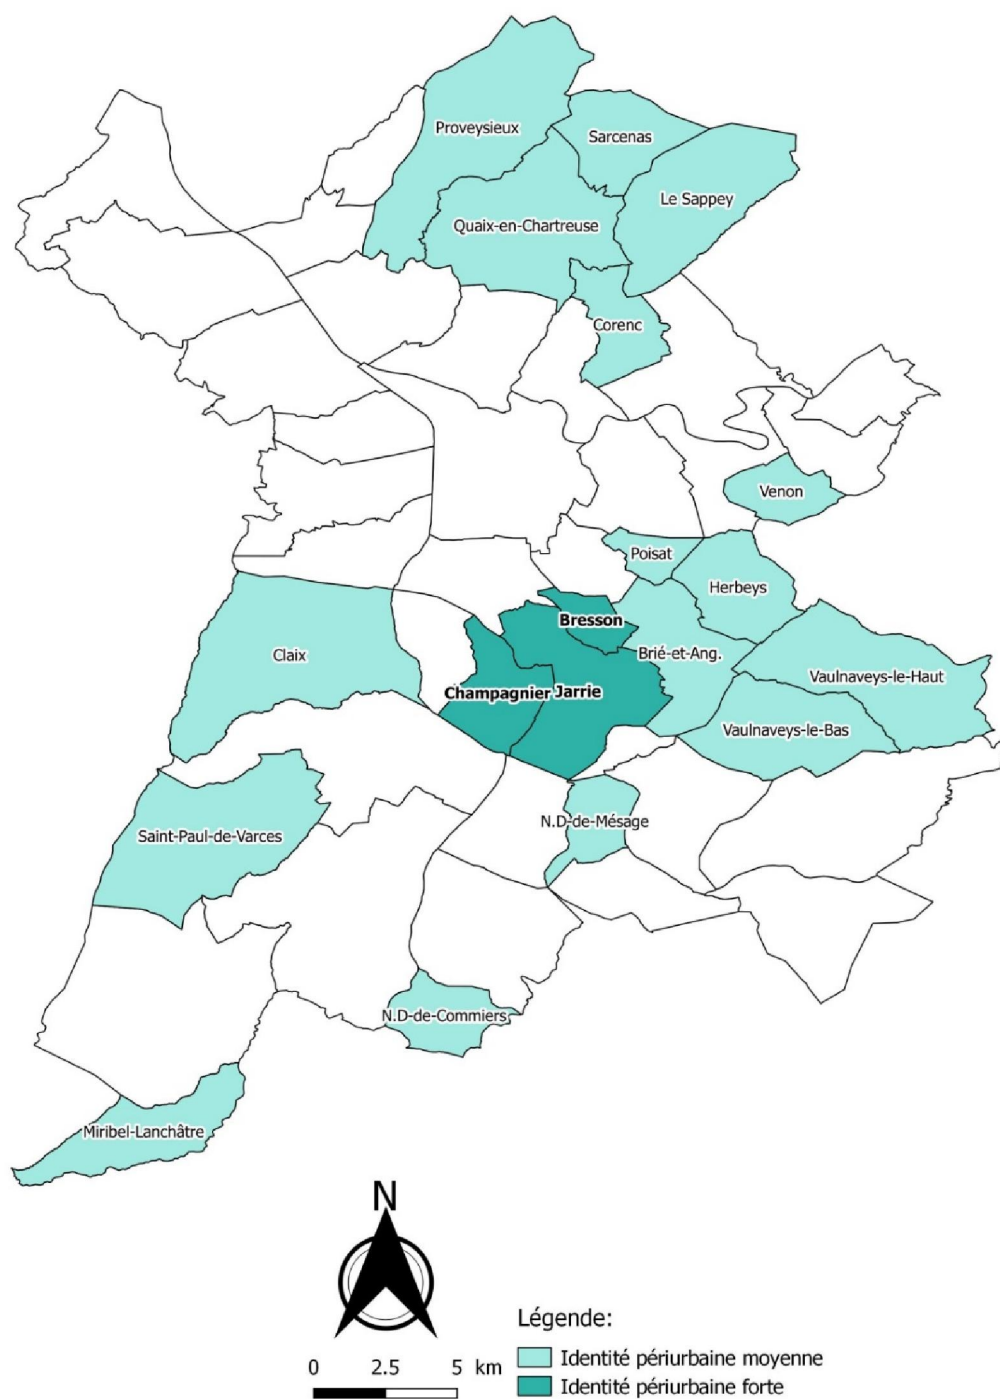 Proveysieux
Sarcenas
Le Sappey
Quaix-en-Chartreuse
Corenc
Venon
Poisat
Herbeys
Bresson
Claix
Brié-et-Ang.
Vaulnaveys-le-Haut
Champagnier
Jarrie
Vaulnaveys-le-Bas
N.D-de-Mésage
Saint-Paul-de-Varces
N.D-de-Commiers
Miribel-Lanchâtre
N
Légende:
Identité périurbaine moyenne
Identité périurbaine forte
0 2.5 5 km